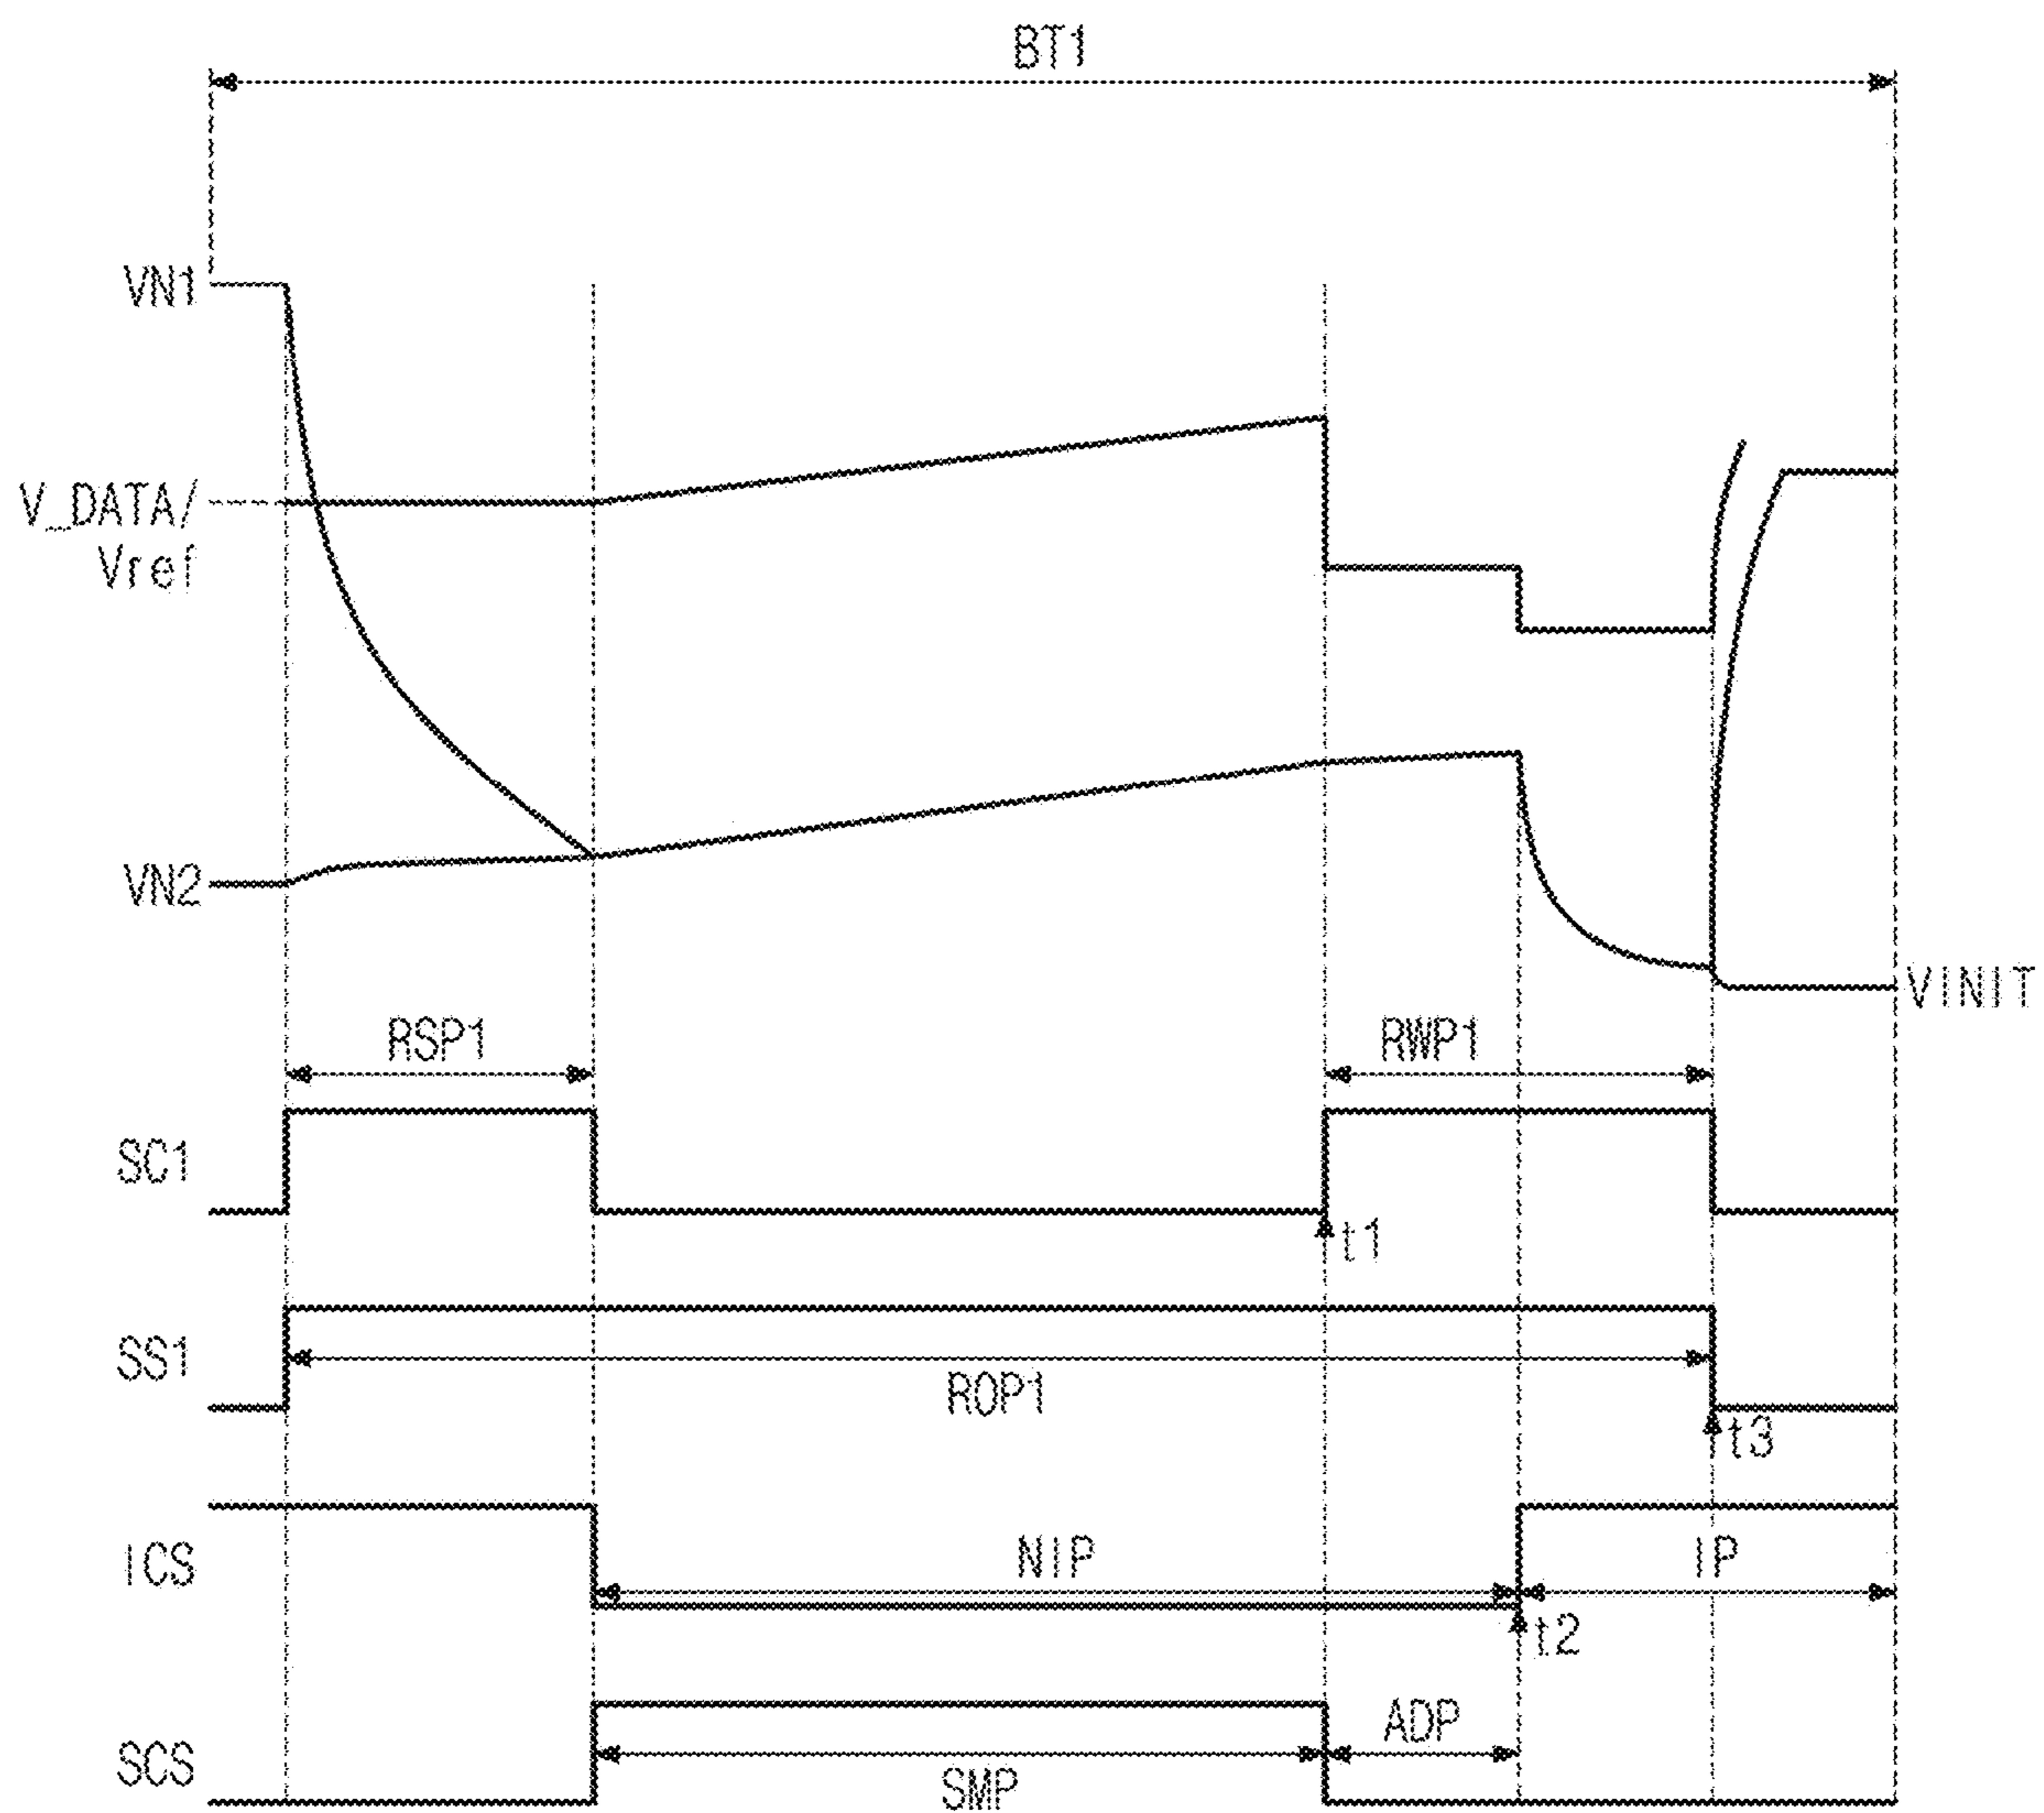 BT1
VN1
V_DATA/
Vref
VN2
VINIT
RSP1
RWP1
SC1
t1
SS1
ROP1
t3
ICS
NIP
IP
t2
SCS
SMP
ADP